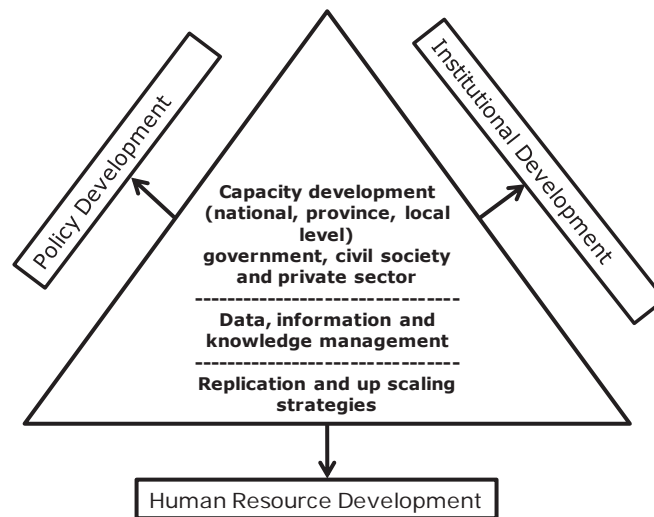 Policy Development
Institutional Development
Capacity development
(national, province, local
level)
government, civil society
and private sector
---------------------------------
Data, information and
knowledge management
---------------------------------
Replication and up scaling
strategies
Human Resource Development